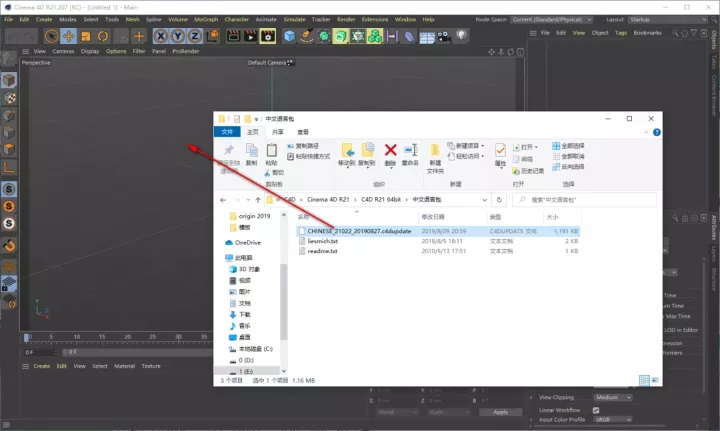 Cinema 4D R21.207 (RC) - [Untitled 1] - Main
File Edit Create Modes Select Tools Mesh Spline Volume MoGraph Character Animate Simulate Tracker Render Extensions Window Help
Node Space: Current (Standard/Physical) Layout: Startup
View Cameras Display Options Filter Panel ProRender
File Edit View Object Tags Bookmarks
Perspective
Default Camera
中文语言包
文件 主页 共享 查看
复制 粘贴 复制路径 粘贴快捷方式 剪切
移动到 复制到 删除 重命名
新建文件夹 新建项目 轻松访问
属性 打开 编辑 历史记录
全部选择 全部取消 反向选择
剪贴板 组织 新建 打开 选择
C4D Cinema 4D R21 C4D R21 64bit 中文语言包
搜索"中文语言包"
名称 修改日期 类型 大小
CHINESE_21022_20190827.c4dupdate 2019/8/29 20:59 C4DUPDATE 文件 1,191 KB
liesmich.txt 2018/8/9 18:11 文本文档 2 KB
readme.txt 2010/9/13 17:51 文本文档 1 KB
origin 2019
模板
OneDrive
此电脑
3D 对象
视频
图片
文档
下载
音乐
桌面
本地磁盘 (C:)
0 (D:)
1 (E:)
3 个项目 选中 1 个项目 1.16 MB
0 5 10 15 20 25 30 35
0 F 0 F
Create Edit View Select Material Texture
Time
um Time
Max Time
LOD in Editor
View Clipping: Medium
Linear Workflow
Input Color Profile sRGB
World Scale Apply